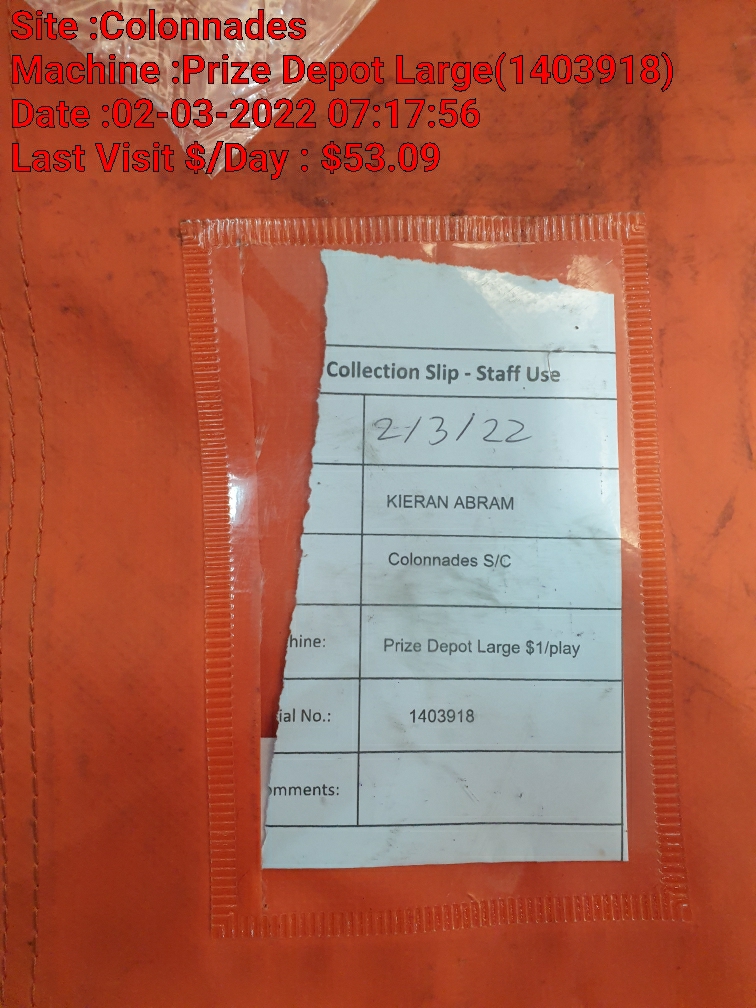 Site :Colonnades
Machine :Prize Depot Large(1403918)
Date :02-03-2022 07:17:56
Last Visit $/Day : $53.09
Collection Slip - Staff Use
2/3/22
KIERAN ABRAM
Colonnades S/C
hine: Prize Depot Large $1/play
ial No.: 1403918
omments: